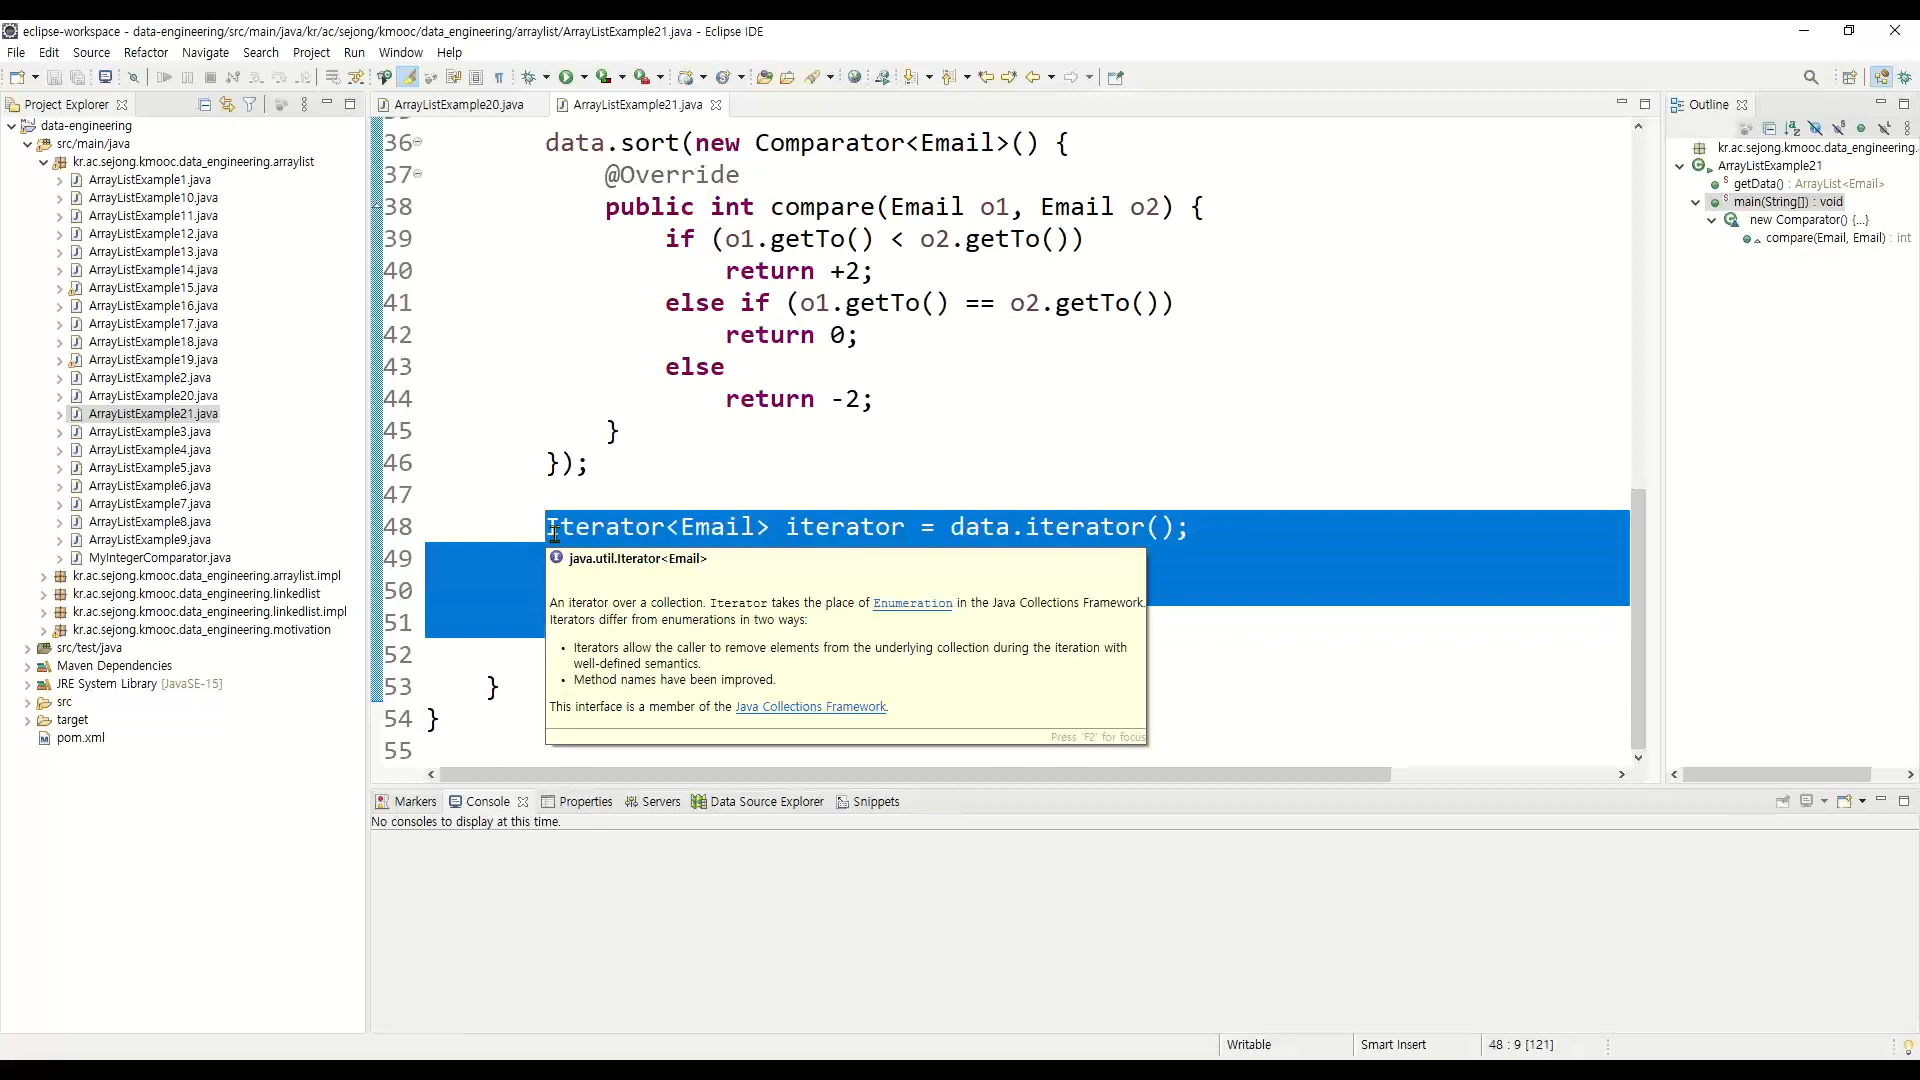 eclipse-workspace - data-engineering/src/main/java/kr/ac/sejong/kmooc/data_engineering/arraylist/ArrayListExample21.java - Eclipse IDE
File Edit Source Refactor Navigate Search Project Run Window Help
Project Explorer
data-engineering
src/main/java
kr.ac.sejong.kmooc.data_engineering.arraylist
ArrayListExample1.java
ArrayListExample10.java
ArrayListExample11.java
ArrayListExample12.java
ArrayListExample13.java
ArrayListExample14.java
ArrayListExample15.java
ArrayListExample16.java
ArrayListExample17.java
ArrayListExample18.java
ArrayListExample19.java
ArrayListExample2.java
ArrayListExample20.java
ArrayListExample21.java
ArrayListExample3.java
ArrayListExample4.java
ArrayListExample5.java
ArrayListExample6.java
ArrayListExample7.java
ArrayListExample8.java
ArrayListExample9.java
MyIntegerComparator.java
kr.ac.sejong.kmooc.data_engineering.arraylist.impl
kr.ac.sejong.kmooc.data_engineering.linkedlist
kr.ac.sejong.kmooc.data_engineering.linkedlist.impl
kr.ac.sejong.kmooc.data_engineering.motivation
src/test/java
Maven Dependencies
JRE System Library [JavaSE-15]
src
target
pom.xml
ArrayListExample20.java ArrayListExample21.java
36 data.sort(new Comparator<Email>() {
37 @Override
38 public int compare(Email o1, Email o2) {
39 if (o1.getTo() < o2.getTo())
40 return +2;
41 else if (o1.getTo() == o2.getTo())
42 return 0;
43 else
44 return -2;
45 }
46 });
47
48 Iterator<Email> iterator = data.iterator();
49
50
51
52
53 }
54 }
55
java.util.Iterator<Email>
An iterator over a collection. Iterator takes the place of Enumeration in the Java Collections Framework.
Iterators differ from enumerations in two ways:
• Iterators allow the caller to remove elements from the underlying collection during the iteration with
well-defined semantics.
• Method names have been improved.
This interface is a member of the Java Collections Framework.
Press 'F2' for focus
Outline
kr.ac.sejong.kmooc.data_engineering.
ArrayListExample21
getData() : ArrayList<Email>
main(String[]) : void
new Comparator() {...}
compare(Email, Email) : int
Markers Console Properties Servers Data Source Explorer Snippets
No consoles to display at this time.
Writable Smart Insert 48 : 9 [121]